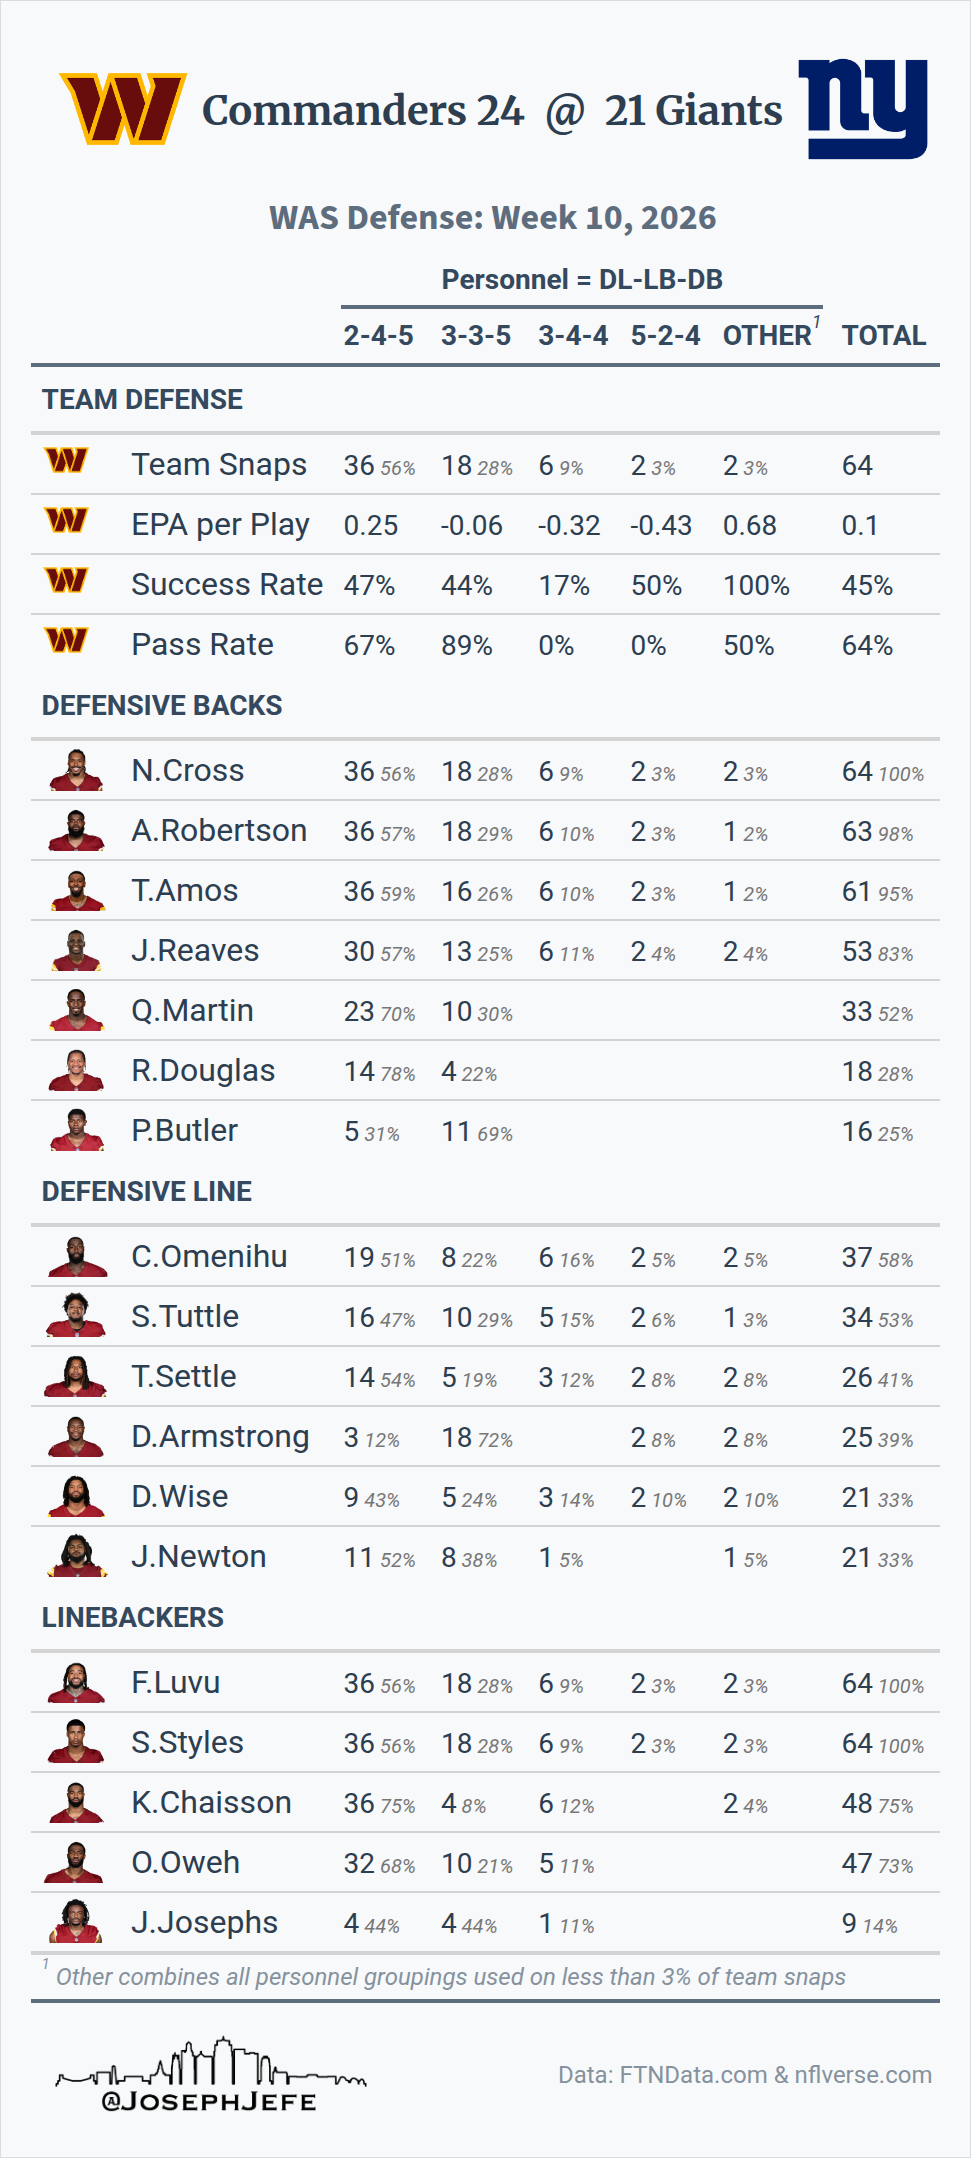 Commanders 24 @ 21 Giants
WAS Defense: Week 10, 2026
Personnel = DL-LB-DB
2-4-5 3-3-5 3-4-4 5-2-4 OTHER1 TOTAL
TEAM DEFENSE
Team Snaps 36 56% 18 28% 6 9% 2 3% 2 3% 64
EPA per Play 0.25 -0.06 -0.32 -0.43 0.68 0.1
Success Rate 47% 44% 17% 50% 100% 45%
Pass Rate 67% 89% 0% 0% 50% 64%
DEFENSIVE BACKS
N.Cross 36 56% 18 28% 6 9% 2 3% 2 3% 64 100%
A.Robertson 36 57% 18 29% 6 10% 2 3% 1 2% 63 98%
T.Amos 36 59% 16 26% 6 10% 2 3% 1 2% 61 95%
J.Reaves 30 57% 13 25% 6 11% 2 4% 2 4% 53 83%
Q.Martin 23 70% 10 30% 33 52%
R.Douglas 14 78% 4 22% 18 28%
P.Butler 5 31% 11 69% 16 25%
DEFENSIVE LINE
C.Omenihu 19 51% 8 22% 6 16% 2 5% 2 5% 37 58%
S.Tuttle 16 47% 10 29% 5 15% 2 6% 1 3% 34 53%
T.Settle 14 54% 5 19% 3 12% 2 8% 2 8% 26 41%
D.Armstrong 3 12% 18 72% 2 8% 2 8% 25 39%
D.Wise 9 43% 5 24% 3 14% 2 10% 2 10% 21 33%
J.Newton 11 52% 8 38% 1 5% 1 5% 21 33%
LINEBACKERS
F.Luvu 36 56% 18 28% 6 9% 2 3% 2 3% 64 100%
S.Styles 36 56% 18 28% 6 9% 2 3% 2 3% 64 100%
K.Chaisson 36 75% 4 8% 6 12% 2 4% 48 75%
O.Oweh 32 68% 10 21% 5 11% 47 73%
J.Josephs 4 44% 4 44% 1 11% 9 14%
1 Other combines all personnel groupings used on less than 3% of team snaps
@JOSEPHJEFE
Data: FTNData.com & nflverse.com